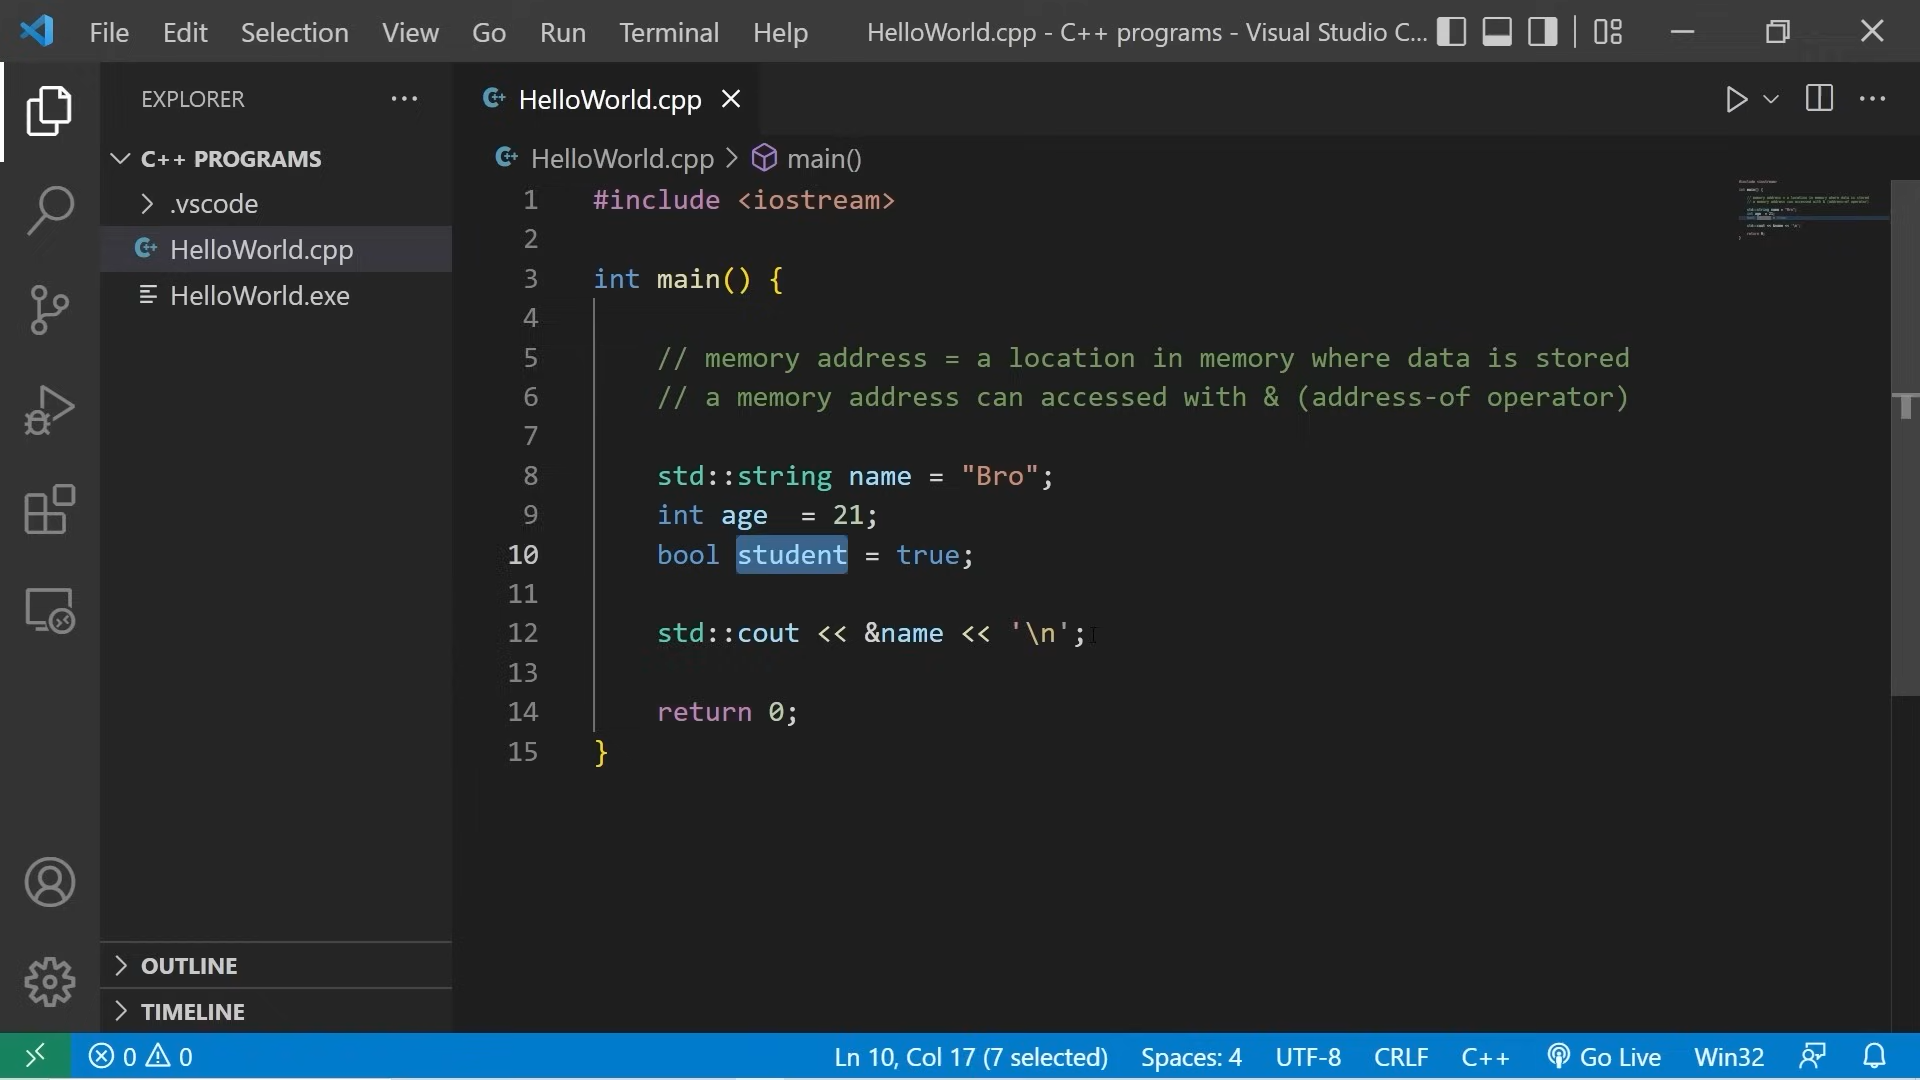 File Edit Selection View Go Run Terminal Help HelloWorld.cpp - C++ programs - Visual Studio C...
EXPLORER
C++ PROGRAMS
.vscode
HelloWorld.cpp
HelloWorld.exe
OUTLINE
TIMELINE
HelloWorld.cpp
HelloWorld.cpp > main()
1 #include <iostream>
2
3 int main() {
4
5 // memory address = a location in memory where data is stored
6 // a memory address can accessed with & (address-of operator)
7
8 std::string name = "Bro";
9 int age  = 21;
10 bool student = true;
11
12 std::cout << &name << '\n';
13
14 return 0;
15 }
0 0 Ln 10, Col 17 (7 selected) Spaces: 4 UTF-8 CRLF C++ Go Live Win32